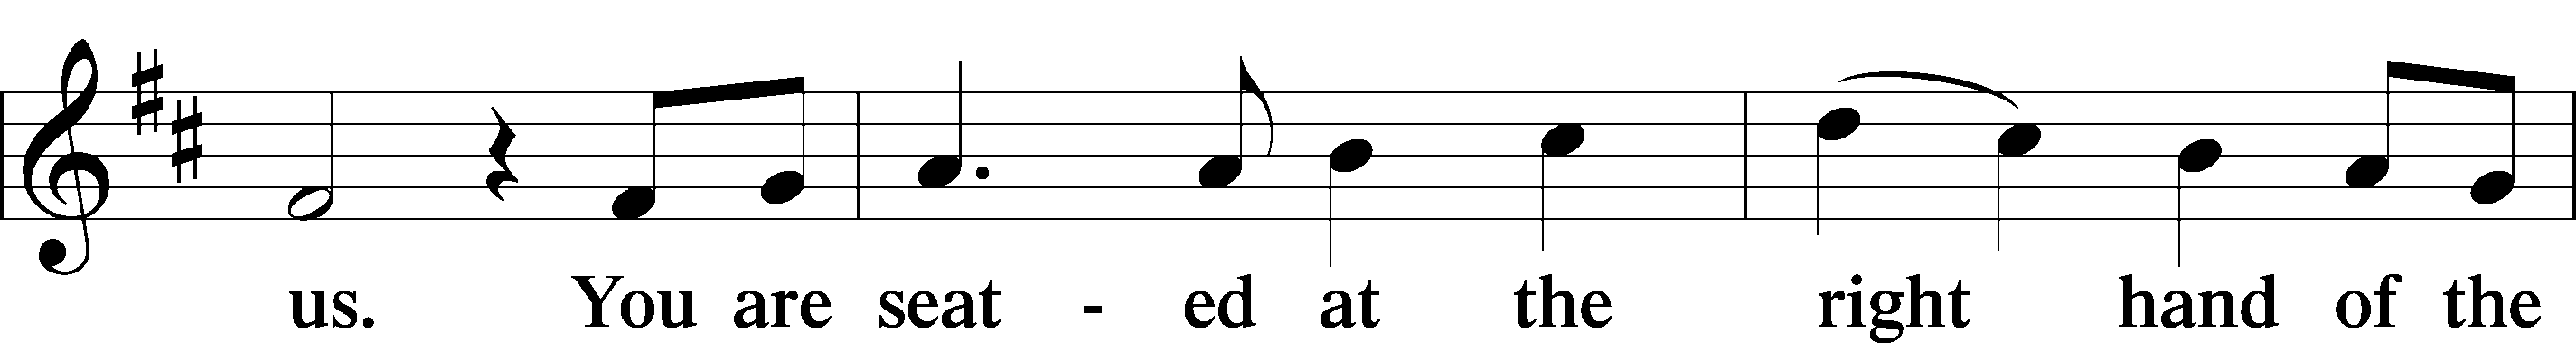 us. You are seat - ed at the right hand of the